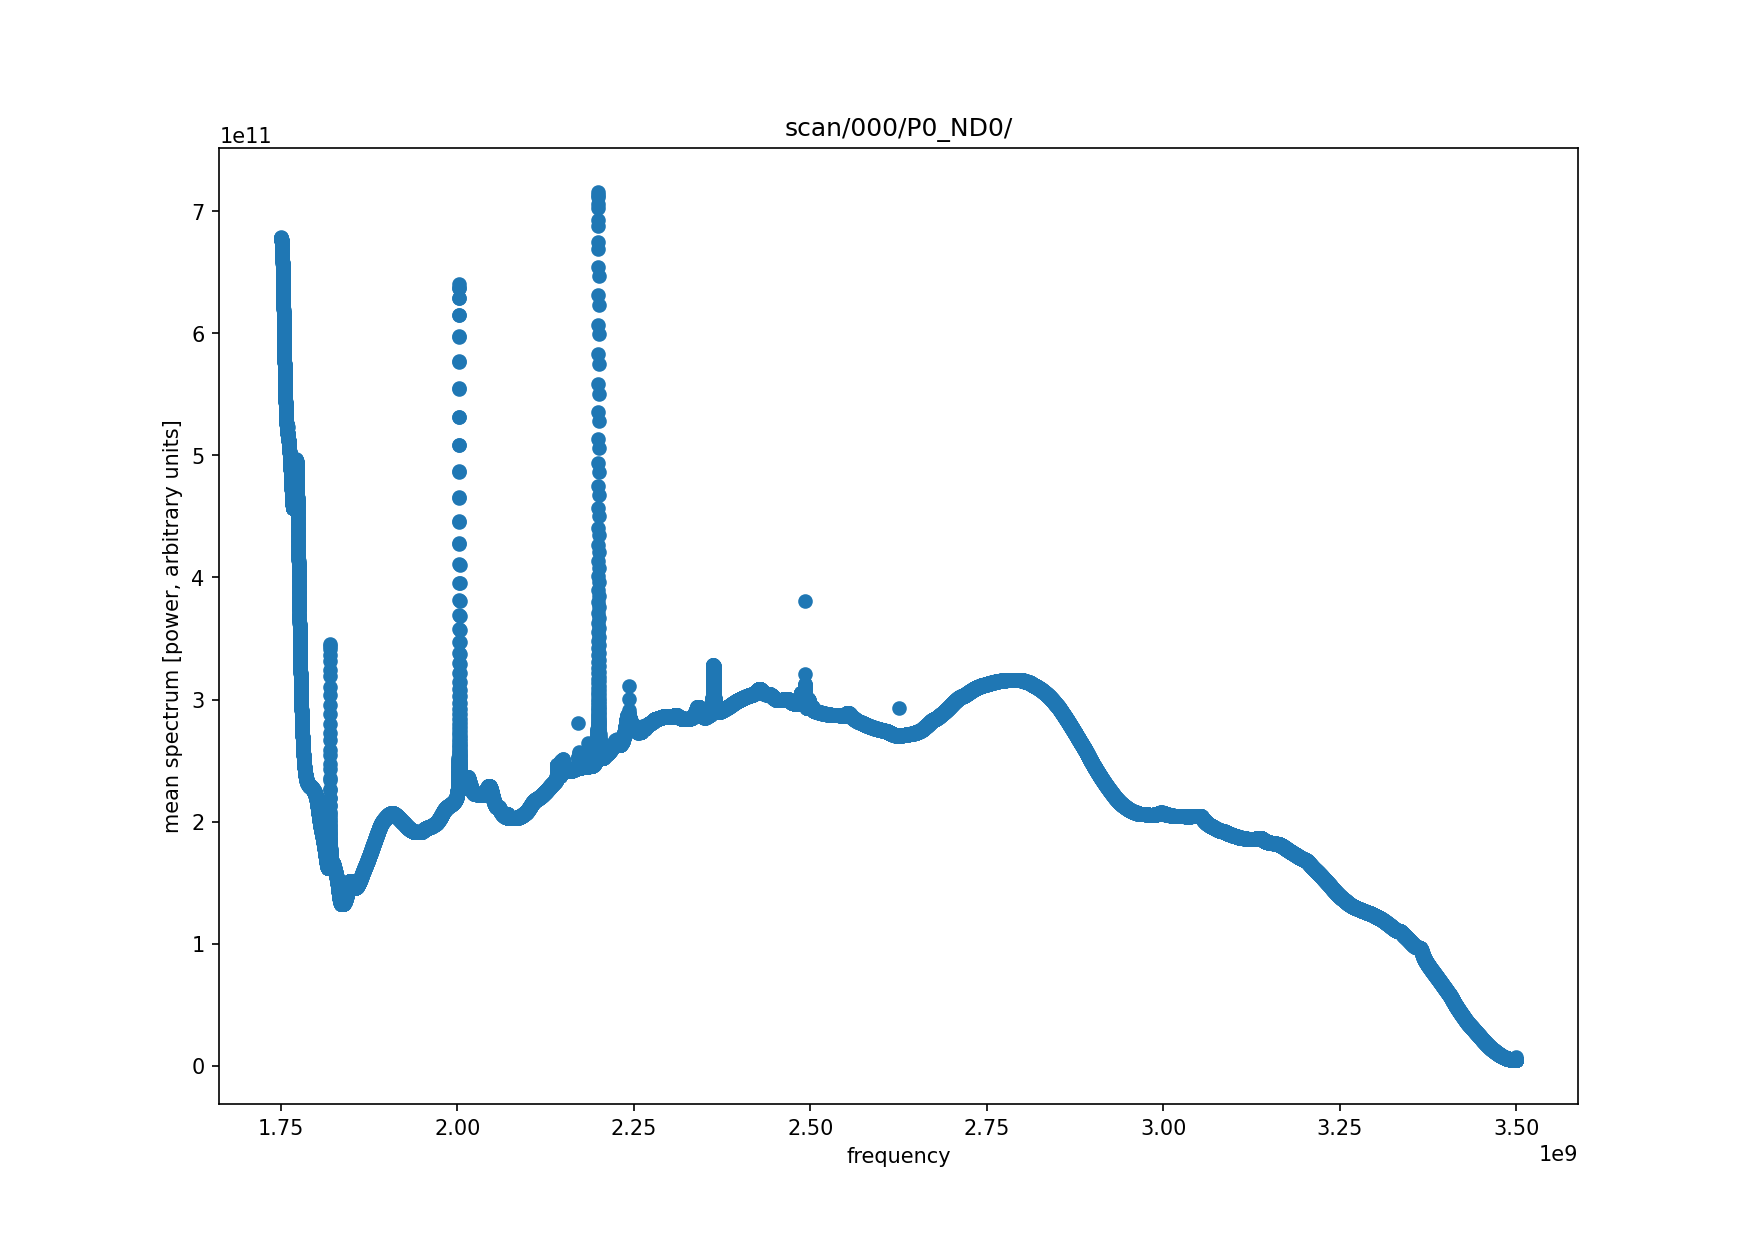 scan/000/P0_ND0/
1e11
7
6
5
4
3
2
1
0
mean spectrum [power, arbitrary units]
1.75 2.00 2.25 2.50 2.75 3.00 3.25 3.50
1e9
frequency